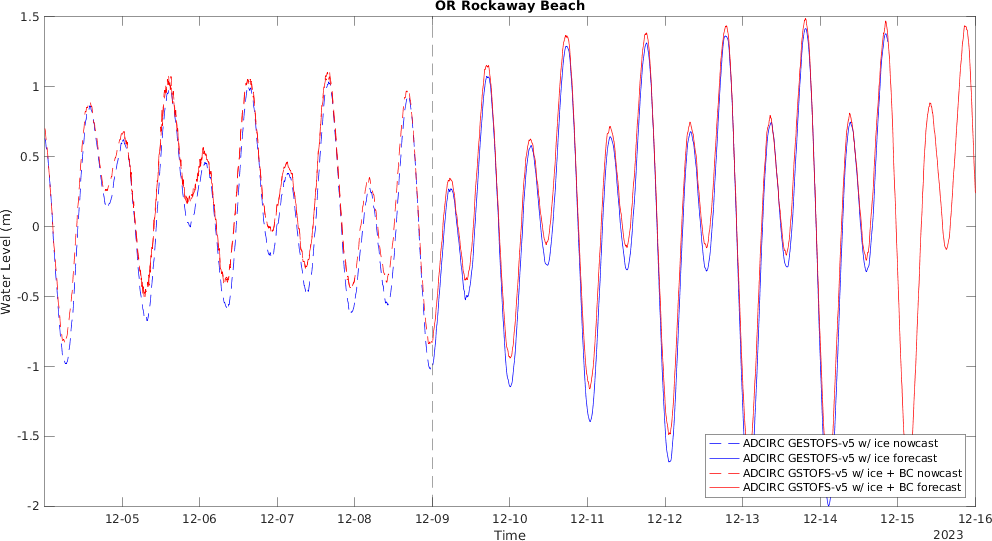 OR Rockaway Beach
1.5
1
0.5
0
-0.5
-1
-1.5
-2
Water Level (m)
12-05 12-06 12-07 12-08 12-09 12-10 12-11 12-12 12-13 12-14 12-15 12-16
Time
2023
ADCIRC GESTOFS-v5 w/ ice nowcast
ADCIRC GESTOFS-v5 w/ ice forecast
ADCIRC GSTOFS-v5 w/ ice + BC nowcast
ADCIRC GSTOFS-v5 w/ ice + BC forecast